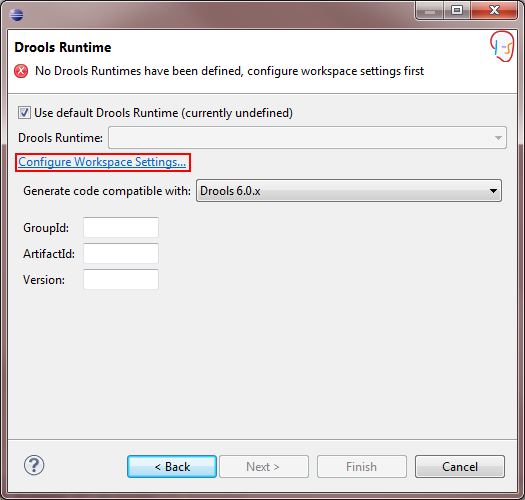 Drools Runtime
No Drools Runtimes have been defined, configure workspace settings first
Use default Drools Runtime (currently undefined)
Drools Runtime:
Configure Workspace Settings...
Generate code compatible with: Drools 6.0.x
GroupId:
ArtifactId:
Version:
? < Back Next > Finish Cancel